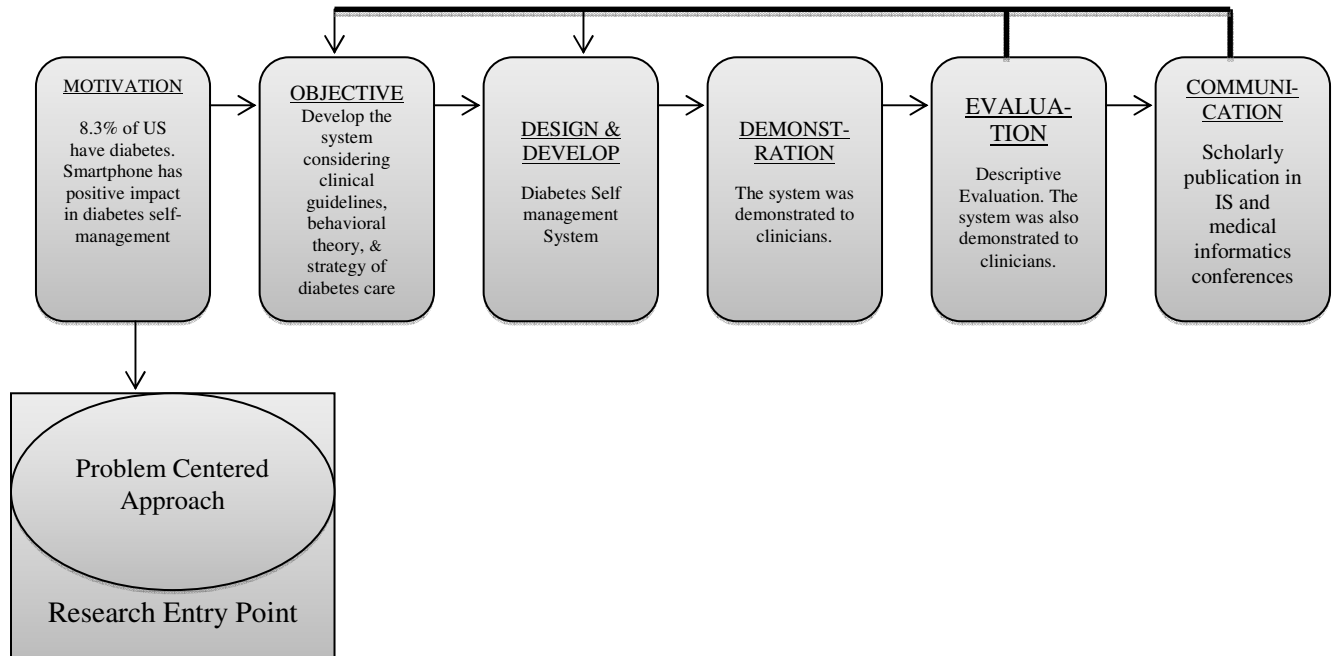 MOTIVATION
8.3% of US
have diabetes.
Smartphone has
positive impact
in diabetes self-
management
OBJECTIVE
Develop the
system
considering
clinical
guidelines,
behavioral
theory, &
strategy of
diabetes care
DESIGN &
DEVELOP
Diabetes Self
management
System
DEMONST-
RATION
The system was
demonstrated to
clinicians.
EVALUA-
TION
Descriptive
Evaluation. The
system was also
demonstrated to
clinicians.
COMMUNI-
CATION
Scholarly
publication in
IS and
medical
informatics
conferences
Problem Centered
Approach
Research Entry Point